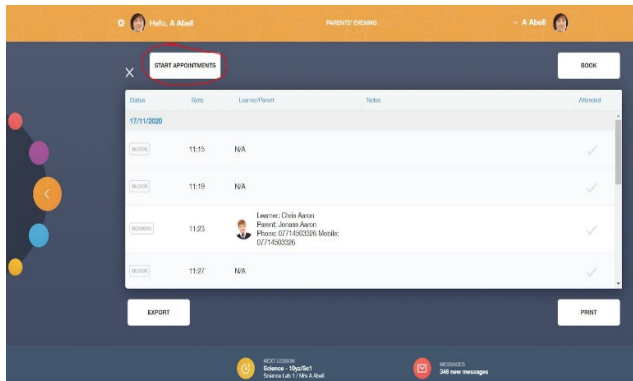 Hello, A Abell
PARENTS' EVENING
A Abell
START APPOINTMENTS
BOOK
Status Slots Learner/Parent Notes Attended
17/11/2020
BLOCK 11:15 N/A
BLOCK 11:19 N/A
Learner: Chris Aaron
Parent: Jonass Aaron
BOOKED 11:23
Phone: 07714503326 Mobile:
07714503326
BLOCK 11:27 N/A
EXPORT
PRINT
NEXT LESSON
Science - 10yz/Sc1
Science Lab 1 / Mrs A Abell
MESSAGES
346 new messages